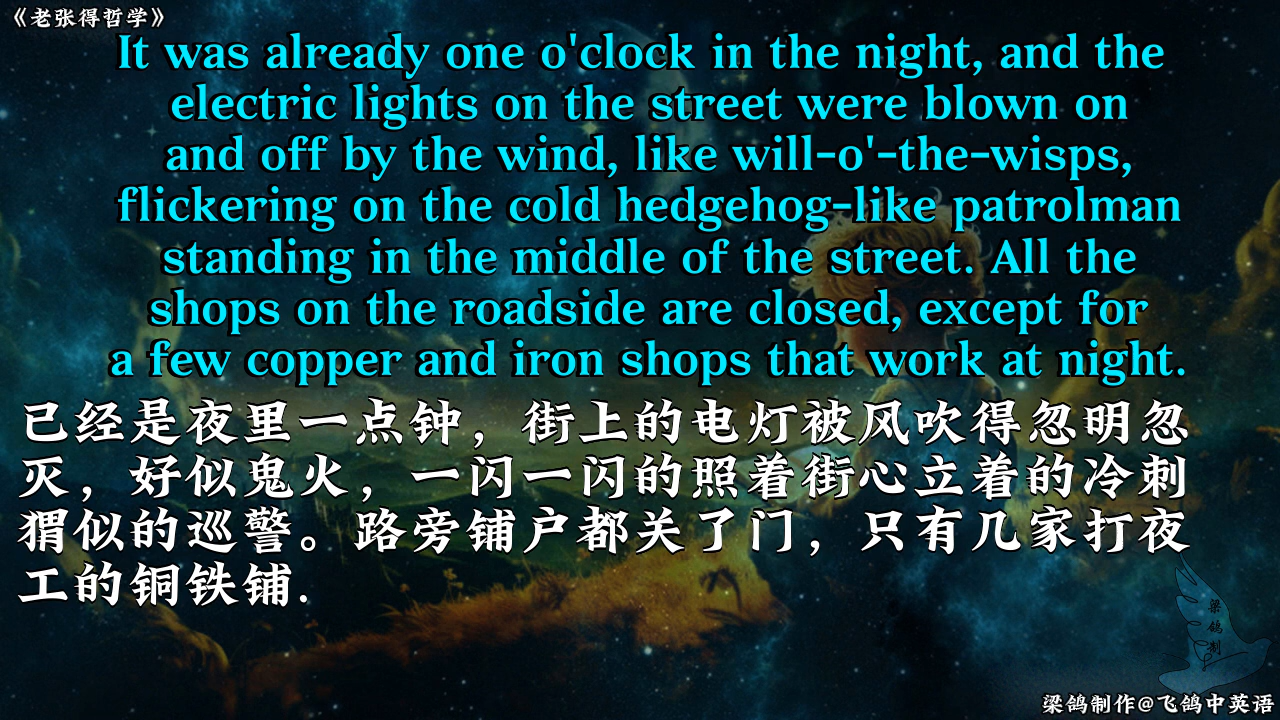 《老张得哲学》
It was already one o'clock in the night, and the
electric lights on the street were blown on
and off by the wind, like will-o'-the-wisps,
flickering on the cold hedgehog-like patrolman
standing in the middle of the street. All the
shops on the roadside are closed, except for
a few copper and iron shops that work at night.
已经是夜里一点钟，街上的电灯被风吹得忽明忽
灭，好似鬼火，一闪一闪的照着街心立着的冷刺
猬似的巡警。路旁铺户都关了门，只有几家打夜
工的铜铁铺.
梁鸽制
梁鸽制作@飞鸽中英语